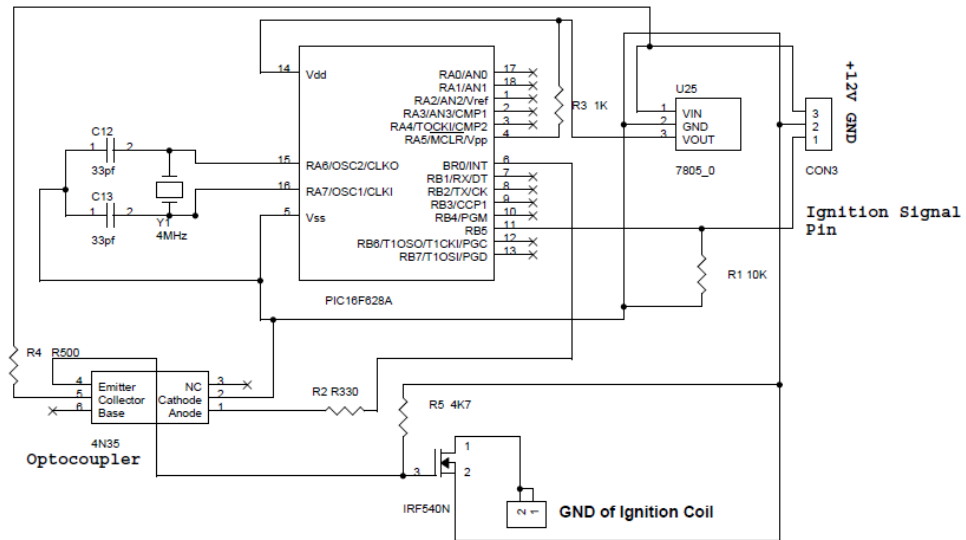 14
Vdd
RA0/AN0
17
RA1/AN1
18
RA2/AN2/Vref
1
RA3/AN3/CMP1
2
RA4/TOCKI/CMP2
3
RA5/MCLR/Vpp
4
R3 1K
U25
1
VIN
2
GND
3
VOUT
7805_0
+12V GND
3
2
1
CON3
C12
1
2
33pf
C13
1
2
33pf
Y1
4MHz
15
RA6/OSC2/CLKO
16
RA7/OSC1/CLKI
5
Vss
BR0/INT
6
RB1/RX/DT
7
RB2/TX/CK
8
RB3/CCP1
9
RB4/PGM
10
RB5
11
RB6/T1OSO/T1CKI/PGC
12
RB7/T1OSI/PGD
13
PIC16F628A
Ignition Signal
Pin
R1 10K
R4 R500
4
Emitter
5
Collector
6
Base
NC
3
Cathode
2
Anode
1
4N35
Optocoupler
R2 R330
R5 4K7
1
3
2
IRF540N
2
1
GND of Ignition Coil